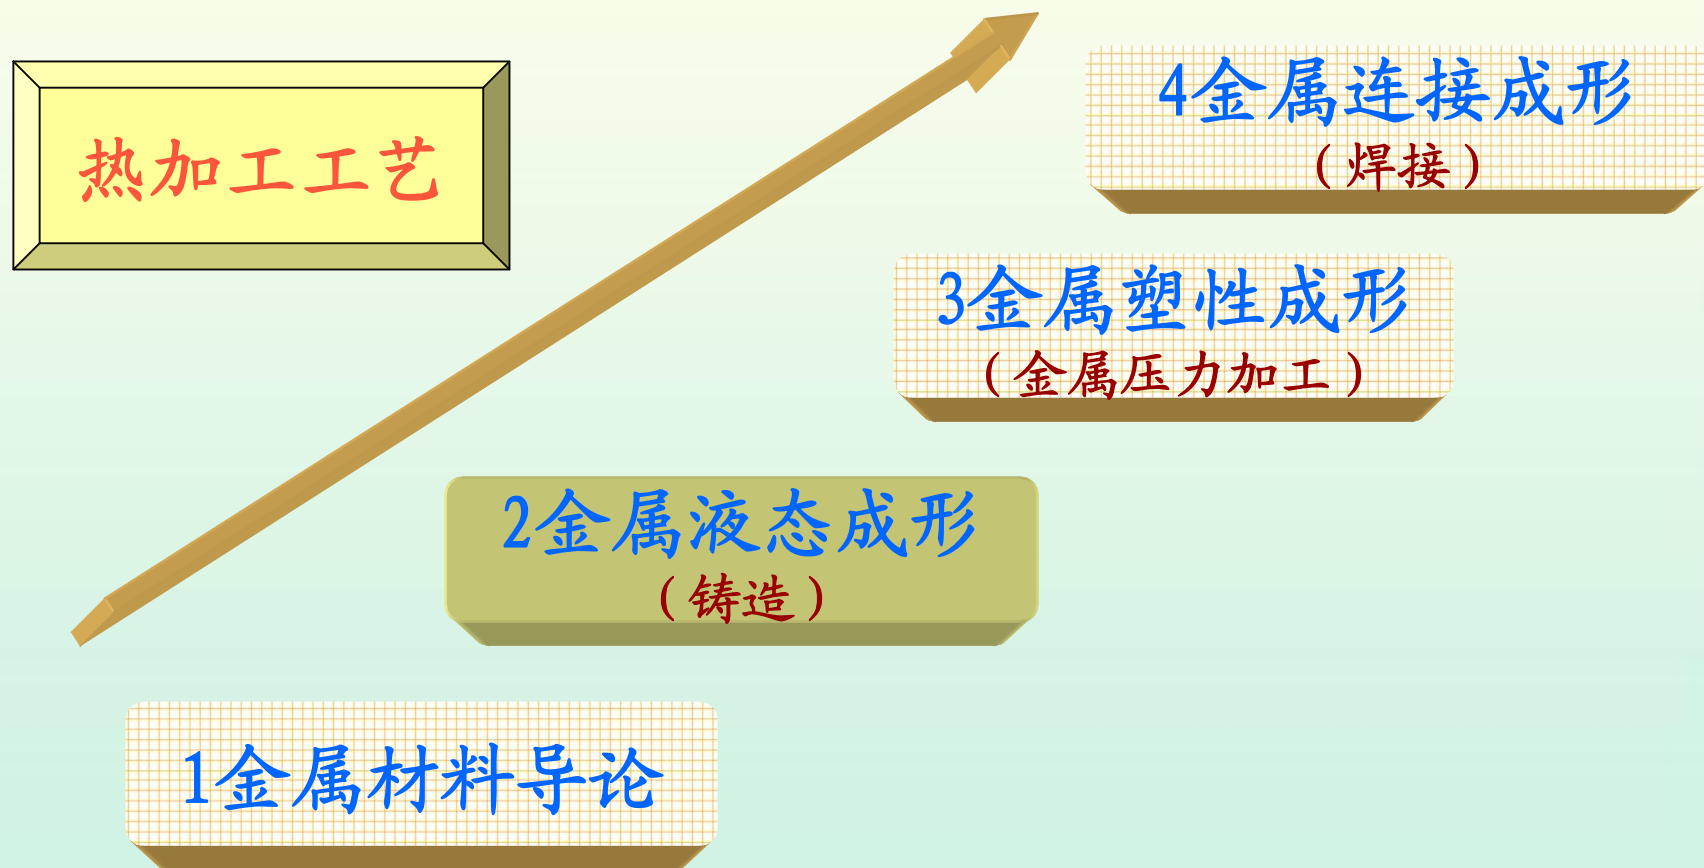 热加工工艺
4金属连接成形
（焊接）
3金属塑性成形
（金属压力加工）
2金属液态成形
（铸造）
1金属材料导论